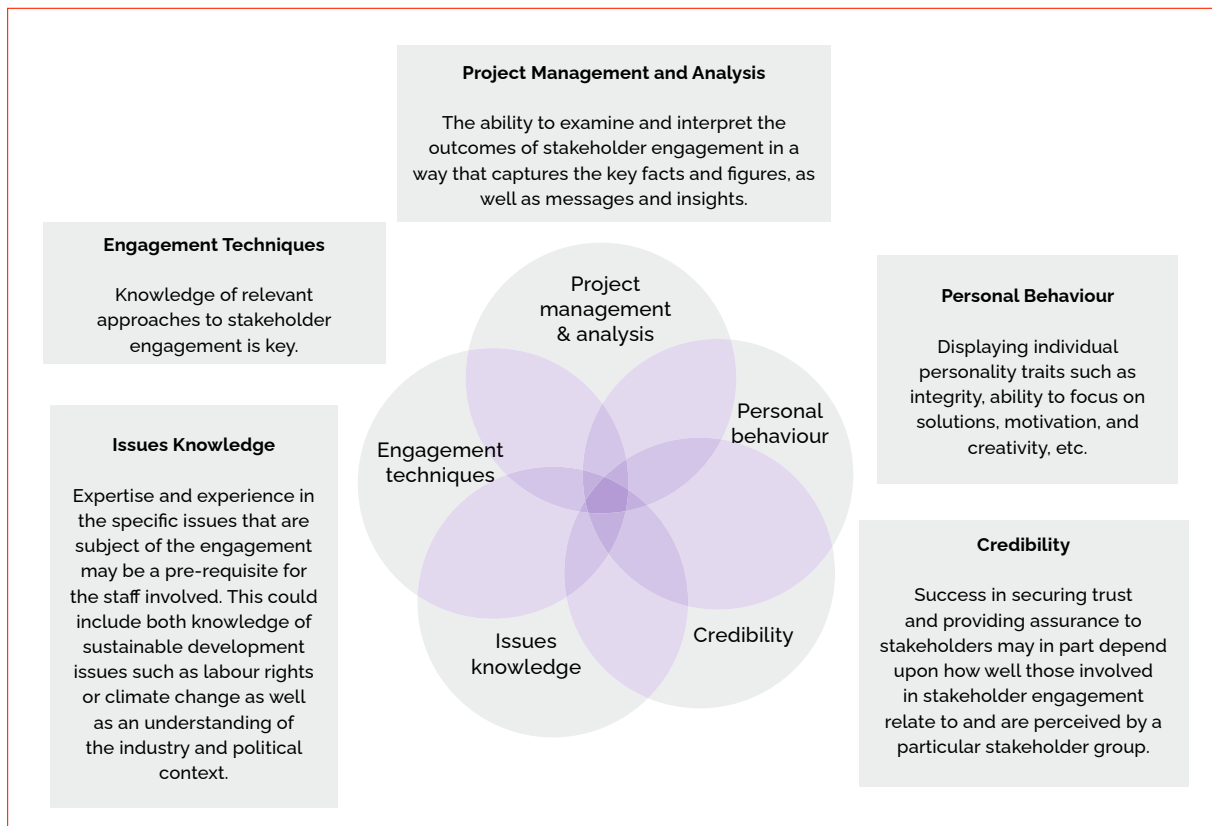 Project Management and Analysis
The ability to examine and interpret the
outcomes of stakeholder engagement in a
way that captures the key facts and figures, as
well as messages and insights.
Engagement Techniques
Knowledge of relevant
approaches to stakeholder
engagement is key.
Personal Behaviour
Displaying individual
personality traits such as
integrity, ability to focus on
solutions, motivation, and
creativity, etc.
Issues Knowledge
Expertise and experience in
the specific issues that are
subject of the engagement
may be a pre-requisite for
the staff involved. This could
include both knowledge of
sustainable development
issues such as labour rights
or climate change as well
as an understanding of
the industry and political
context.
Credibility
Success in securing trust
and providing assurance to
stakeholders may in part depend
upon how well those involved
in stakeholder engagement
relate to and are perceived by a
particular stakeholder group.
Project
management
& analysis
Personal
behaviour
Engagement
techniques
Issues
knowledge
Credibility